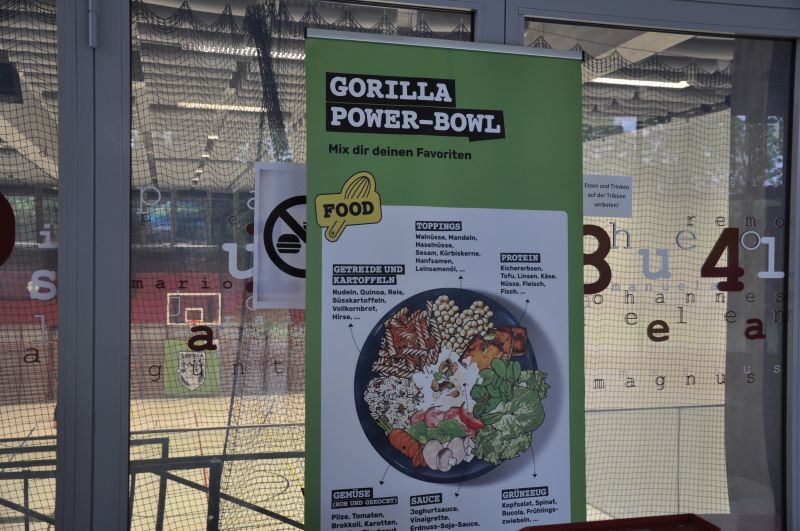 GORILLA
POWER-BOWL
Mix dir deinen Favoriten
FOOD
TOPPINGS
Walnüsse, Mandeln,
Haselnüsse,
Sesam, Kürbiskerne,
Hanfsamen,
Leinsamenöl, ...
GETREIDE UND
KARTOFFELN
Nudeln, Quinoa, Reis,
Süsskartoffeln,
Vollkornbrot,
Hirse, ...
PROTEIN
Kichererbsen,
Tofu, Linsen, Käse,
Nüsse, Fleisch,
Fisch, ...
GEMÜSE
(ROH UND GEKOCHT)
Pilze, Tomaten,
Brokkoli, Karotten,
SAUCE
Joghurtsauce,
Vinaigrette,
Erdnuss-Soja-Sauce,
GRÜNZEUG
Kopfsalat, Spinat,
Rucola, Frühlings-
zwiebeln, ...
Essen und Trinken
auf der Tribüne
verboten!
mario
a
8 4
e a
magnus